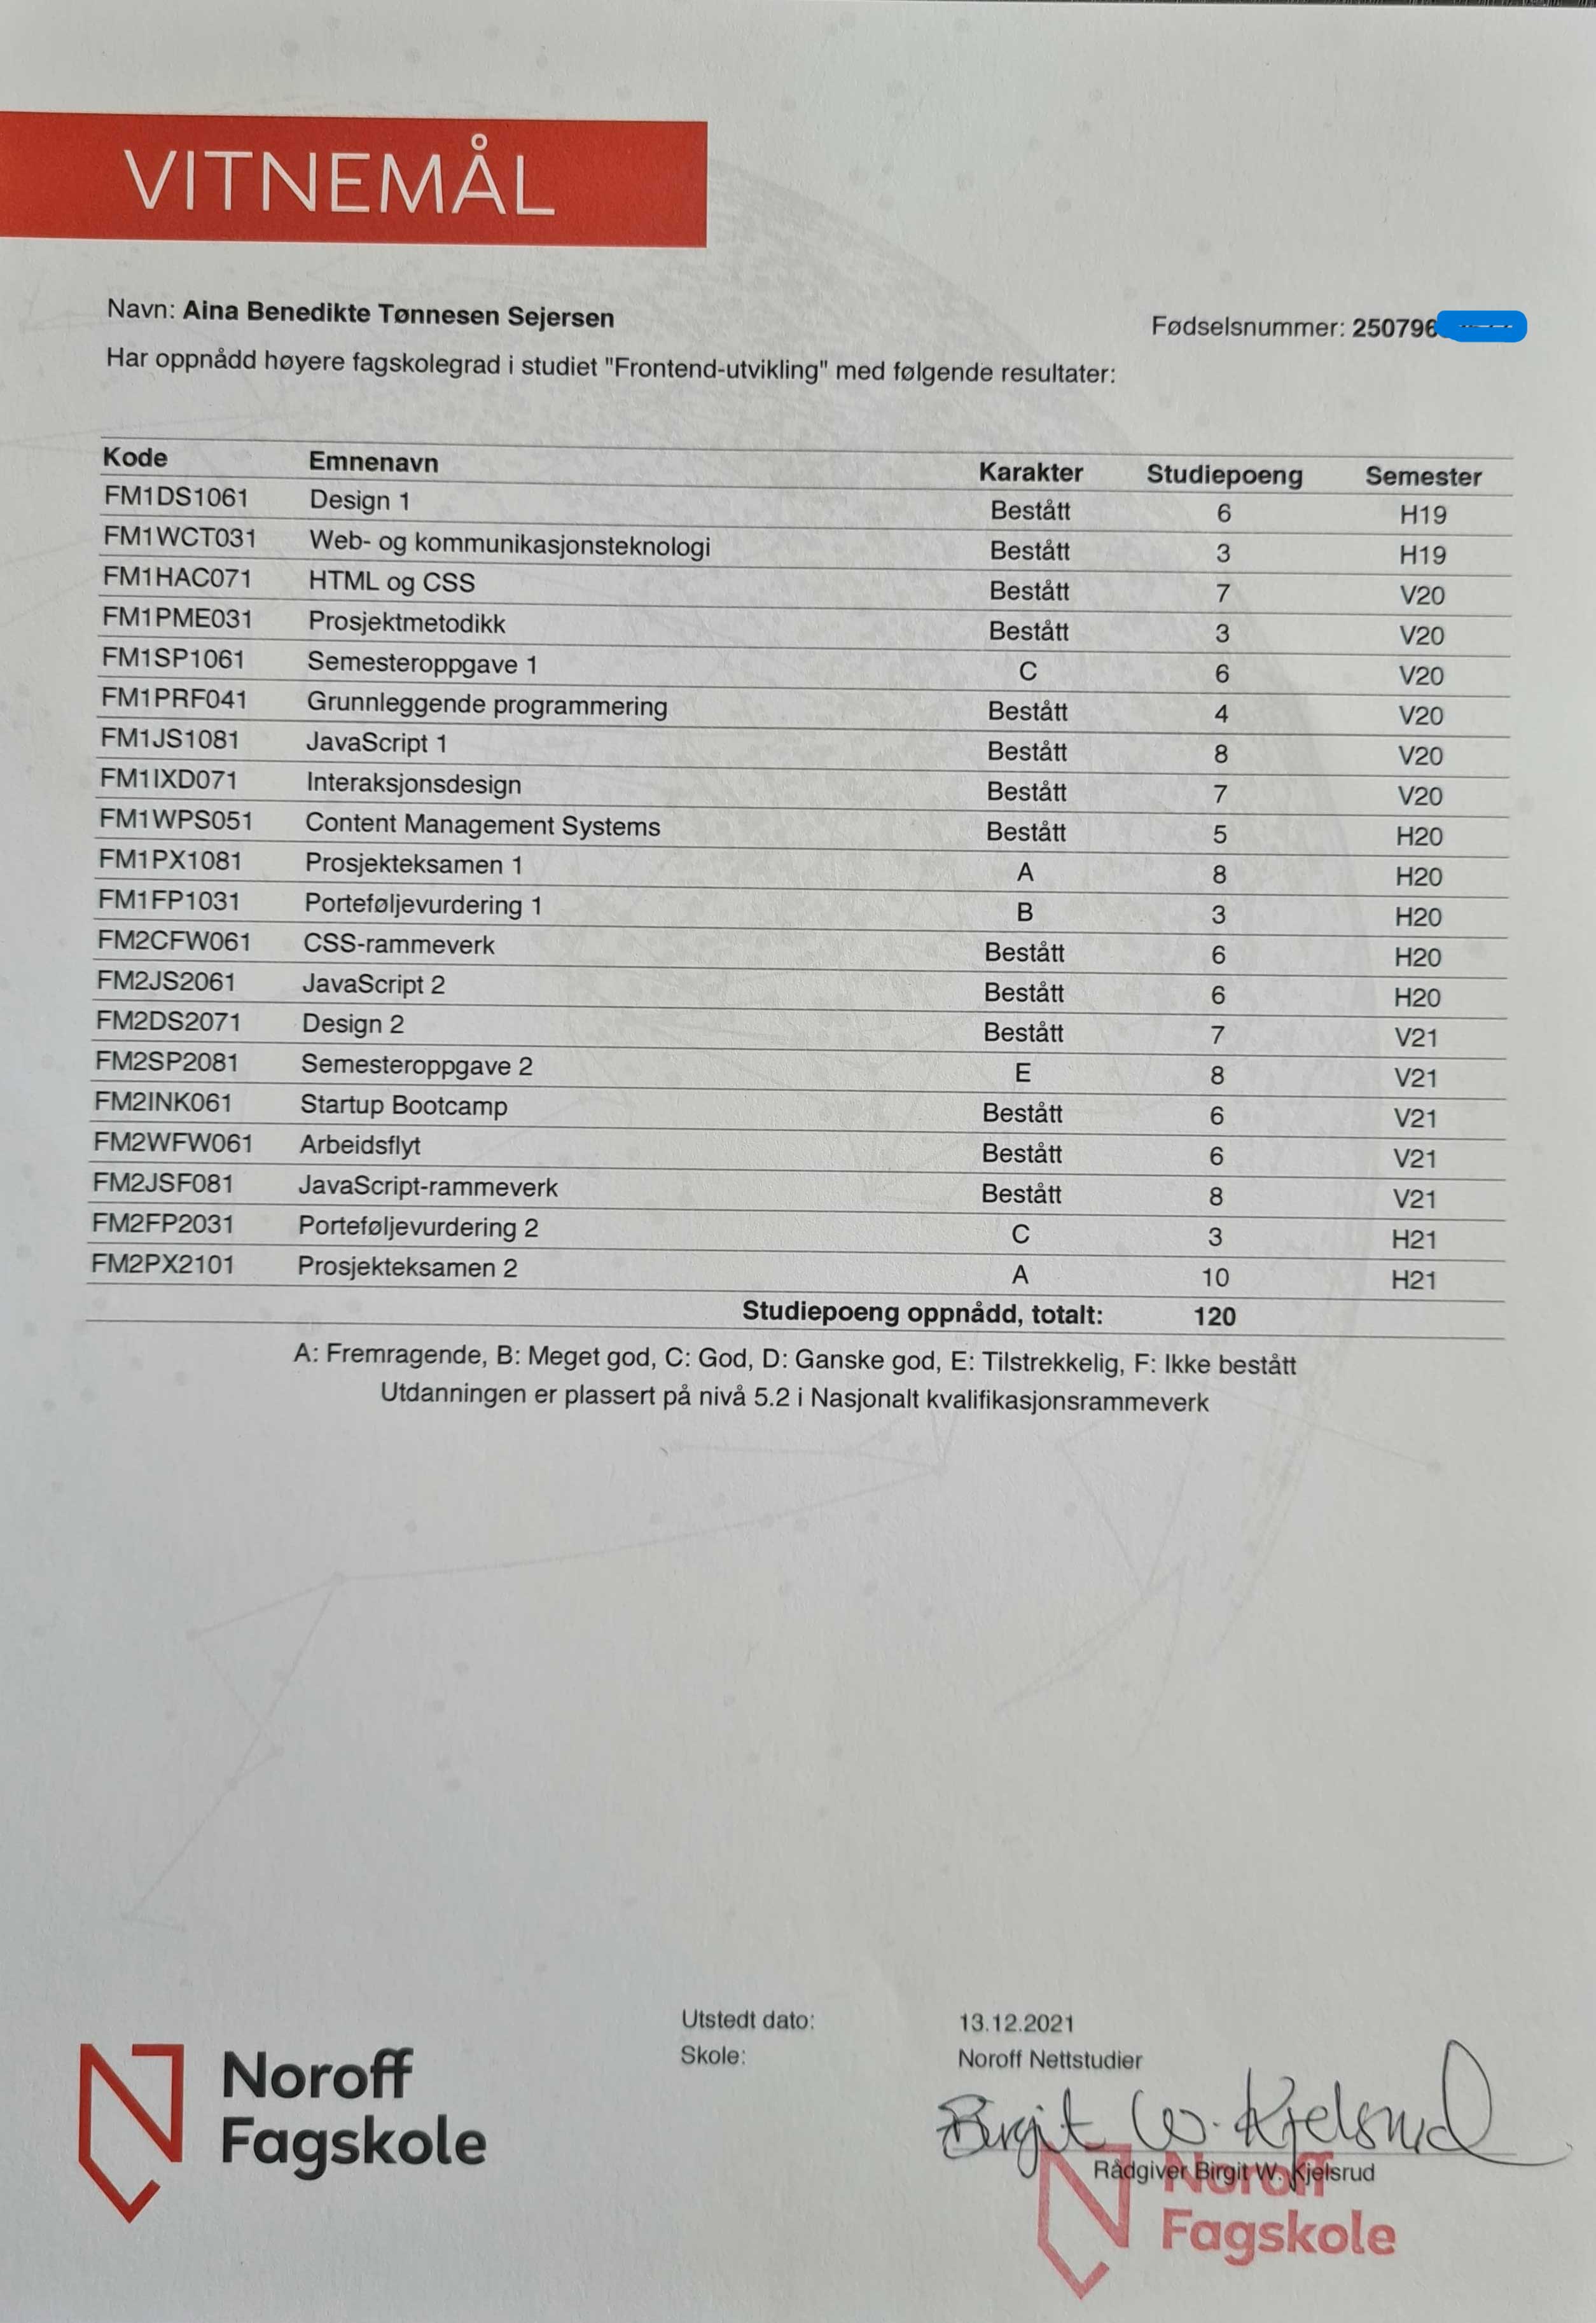 VITNEMÅL
Navn: Aina Benedikte Tønnesen Sejersen Fødselsnummer: 250796
Har oppnådd høyere fagskolegrad i studiet "Frontend-utvikling" med følgende resultater:
Kode Emnenavn Karakter Studiepoeng Semester
FM1DS1061 Design 1 Bestått 6 H19
FM1WCT031 Web- og kommunikasjonsteknologi Bestått 3 H19
FM1HAC071 HTML og CSS Bestått 7 V20
FM1PME031 Prosjektmetodikk Bestått 3 V20
FM1SP1061 Semesteroppgave 1 C 6 V20
FM1PRF041 Grunnleggende programmering Bestått 4 V20
FM1JS1081 JavaScript 1 Bestått 8 V20
FM1IXD071 Interaksjonsdesign Bestått 7 V20
FM1WPS051 Content Management Systems Bestått 5 H20
FM1PX1081 Prosjekteksamen 1 A 8 H20
FM1FP1031 Porteføljevurdering 1 B 3 H20
FM2CFW061 CSS-rammeverk Bestått 6 H20
FM2JS2061 JavaScript 2 Bestått 6 H20
FM2DS2071 Design 2 Bestått 7 V21
FM2SP2081 Semesteroppgave 2 E 8 V21
FM2INK061 Startup Bootcamp Bestått 6 V21
FM2WFW061 Arbeidsflyt Bestått 6 V21
FM2JSF081 JavaScript-rammeverk Bestått 8 V21
FM2FP2031 Porteføljevurdering 2 C 3 H21
FM2PX2101 Prosjekteksamen 2 A 10 H21
Studiepoeng oppnådd, totalt: 120
A: Fremragende, B: Meget god, C: God, D: Ganske god, E: Tilstrekkelig, F: Ikke bestått
Utdanningen er plassert på nivå 5.2 i Nasjonalt kvalifikasjonsrammeverk
Utstedt dato: 13.12.2021
Skole: Noroff Nettstudier
Noroff
Fagskole
Birgit W. Kjelsrud
Rådgiver Birgit W. Kjelsrud
Noroff
Fagskole